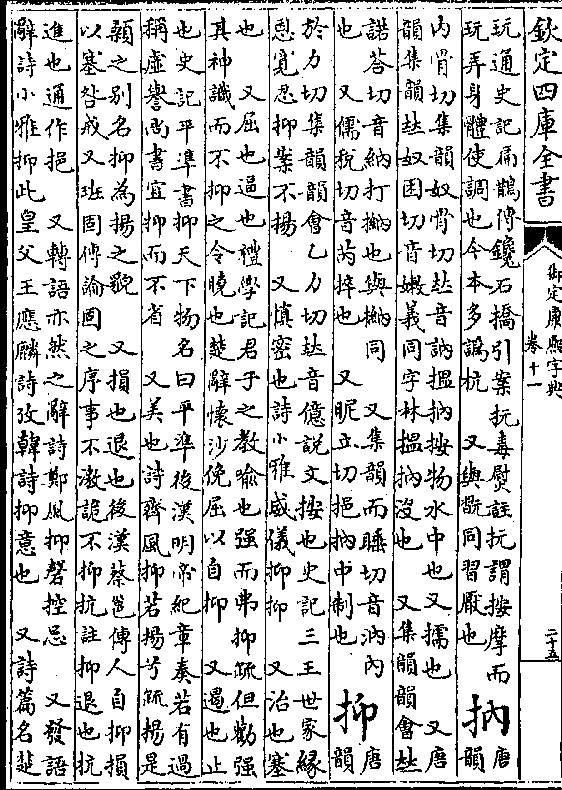 欽定四庫全書
御定康熙字典
卷十一
二十五
玩通史記扁鵲傳鑱石撟引案抏毒熨註抏謂按摩而
玩弄身體使調也今本多譌杬 又與翫同習厭也
抐唐韻
内骨切集韻奴骨切𠀤音訥搵抐按物水中也又擩也 又唐
韻集韻𠀤奴困切音嫩義同字林搵抐沒也 又集韻韻會𠀤
諾荅切音納打擸也與擸同 又集韻而睡切音汭内
也 又儒稅切音芮捽也 又昵立切挹抐中制也
抑唐韻
於力切集韻韻會乙力切𠀤音億說文按也史記三王世家縁
恩寛忍抑案不揚 又慎密也詩小雅威儀抑抑 又治也塞
也 又屈也逼也禮學記君子之教喻也强而弗抑疏但勸强
其神識而不抑之令曉也楚辭懷沙俛屈以自抑 又遏也止
也史記平準書抑天下物名曰平準後漢明帝紀章奏若有過
稱虚譽尚書宜抑而不省 又美也詩齊風抑若揚兮疏揚是
顙之别名抑為揚之貌 又損也退也後漢蔡邕傳人自抑損
以塞咎戒又班固傳論固之序事不激詭不抑抗註抑退也抗
進也通作挹 又轉語亦然之辭詩鄭風抑磬控忌 又發語
辭詩小雅抑此皇父王應麟詩攷韓詩抑意也 又詩篇名楚